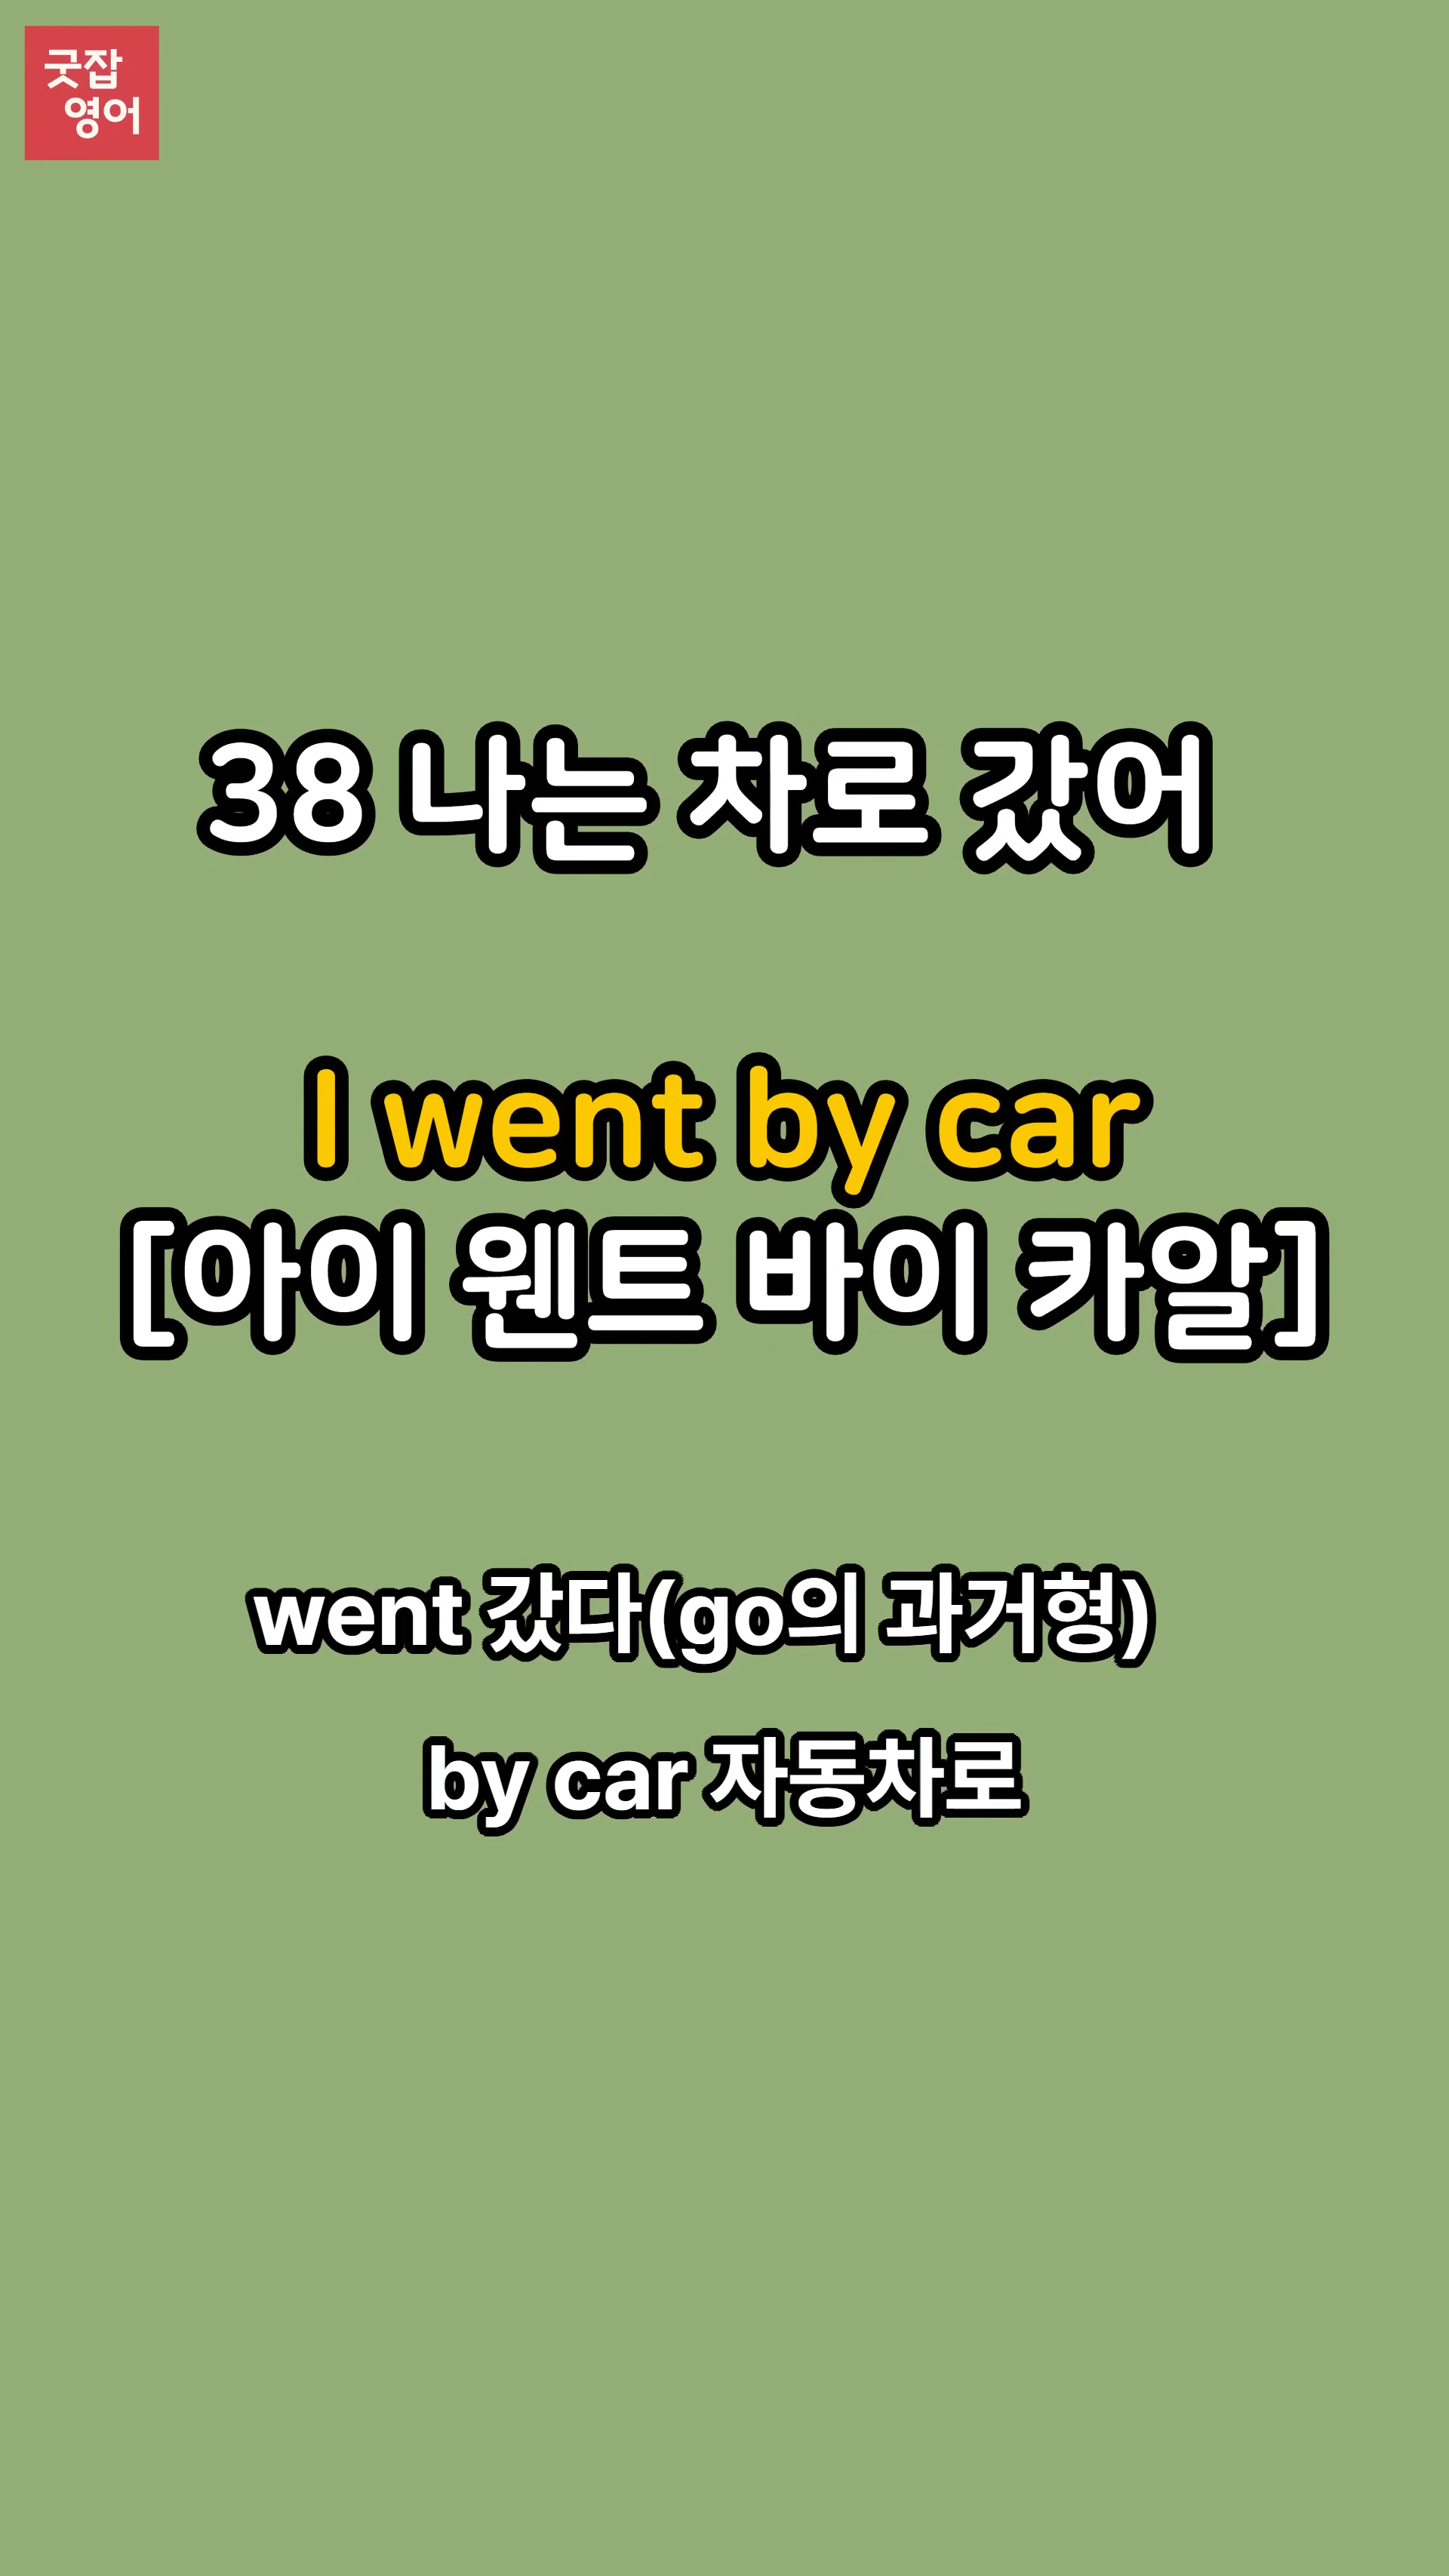 굿잡
영어
38 나는 차로 갔어
I went by car
[아이 웬트 바이 카알]
went 갔다(go의 과거형)
by car 자동차로